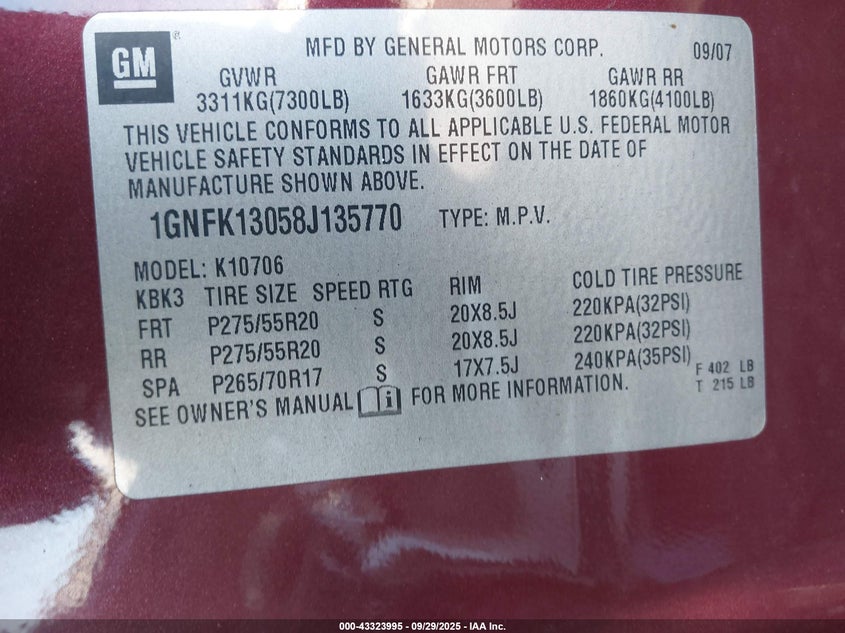 GM ®
MFD BY GENERAL MOTORS CORP. 09/07
GVWR GAWR FRT GAWR RR
3311KG(7300LB) 1633KG(3600LB) 1860KG(4100LB)
THIS VEHICLE CONFORMS TO ALL APPLICABLE U.S. FEDERAL MOTOR
VEHICLE SAFETY STANDARDS IN EFFECT ON THE DATE OF
MANUFACTURE SHOWN ABOVE.
1GNFK13058J135770 TYPE: M.P.V.
MODEL: K10706
KBK3 TIRE SIZE SPEED RTG RIM COLD TIRE PRESSURE
FRT P275/55R20 S 20X8.5J 220KPA(32PSI)
RR P275/55R20 S 20X8.5J 220KPA(32PSI)
SPA P265/70R17 S 17X7.5J 240KPA(35PSI) F 402 LB
SEE OWNER'S MANUAL i FOR MORE INFORMATION. T 215 LB
000-43323995 - 09/29/2025 - IAA Inc.